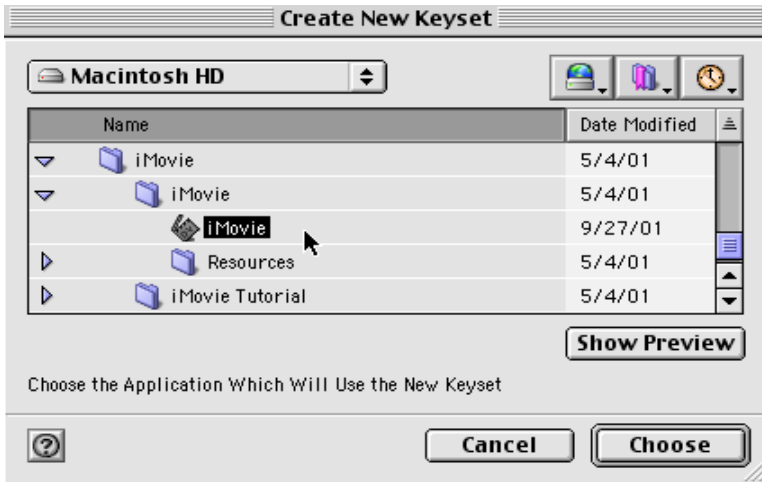 Create New Keyset
Macintosh HD
Name Date Modified
iMovie 5/4/01
iMovie 5/4/01
iMovie 9/27/01
Resources 5/4/01
iMovie Tutorial 5/4/01
Show Preview
Choose the Application Which Will Use the New Keyset
? Cancel Choose